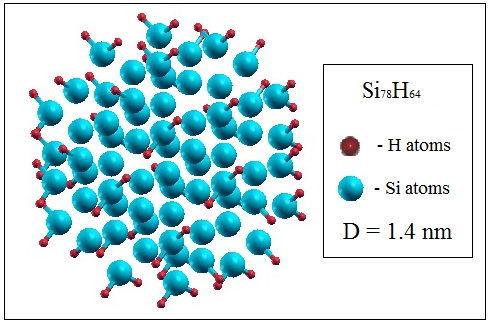 Si78H64
- H atoms
- Si atoms
D = 1.4 nm